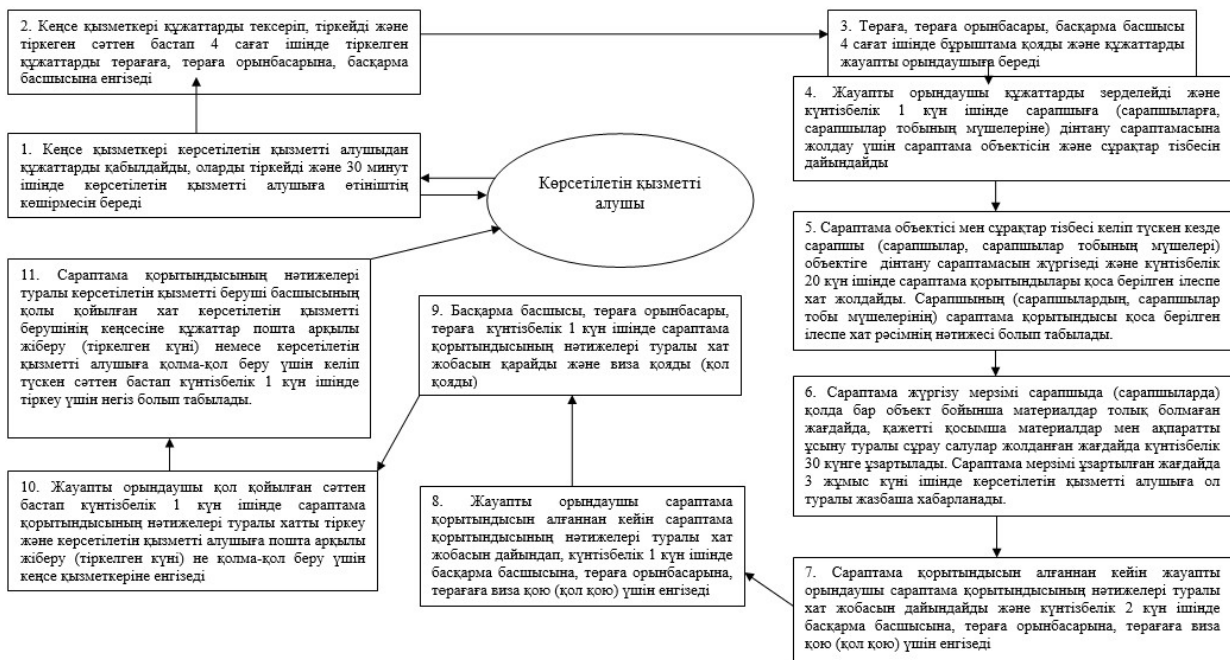 2. Кеңсе қызметкері құжаттарды тексеріп, тіркейді және
тіркеген сәттен бастап 4 сағат ішінде тіркелген
құжаттарды төрағаға, төраға орынбасарына, басқарма
басшысына енгізеді
3. Төраға, төраға орынбасары, басқарма басшысы
4 сағат ішінде бұрыштама қояды және құжаттарды
жауапты орындаушыға береді
4. Жауапты орындаушы құжаттарды зерделейді және
күнтізбелік 1 күн ішінде сарапшыға (сарапшыларға,
сарапшылар тобының мүшелеріне) дінтану сараптамасына
жолдау үшін сараптама объектісін және сұрақтар тізбесін
дайындайды
1. Кеңсе қызметкері көрсетілетін қызметті алушыдан
құжаттарды қабылдайды, оларды тіркейді және 30 минут
ішінде көрсетілетін қызметті алушыға өтініштің
көшірмесін береді
Көрсетілетін қызметті
алушы
5. Сараптама объектісі мен сұрақтар тізбесі келіп түскен кезде
сарапшы (сарапшылар, сарапшылар тобының мүшелері)
объектіге дінтану сараптамасын жүргізеді және күнтізбелік
20 күн ішінде сараптама қорытындылары қоса берілген ілеспе
хат жолдайды. Сарапшының (сарапшылардың, сарапшылар
тобы мүшелерінің) сараптама қорытындысы қоса берілген
ілеспе хат рәсімнің нәтижесі болып табылады.
11. Сараптама қорытындысының нәтижелері
туралы көрсетілетін қызметті беруші басшысының
қолы қойылған хат көрсетілетін қызметті
берушінің кеңсесіне құжаттар пошта арқылы
жіберу (тіркелген күні) немесе көрсетілетін
қызметті алушыға қолма-қол беру үшін келіп
түскен сәттен бастап күнтізбелік 1 күн ішінде
тіркеу үшін негіз болып табылады.
9. Басқарма басшысы, төраға орынбасары,
төраға күнтізбелік 1 күн ішінде сараптама
қорытындысының нәтижелері туралы хат
жобасын қарайды және виза қояды (қол
қояды)
6. Сараптама жүргізу мерзімі сарапшыда (сарапшыларда)
қолда бар объект бойынша материалдар толық болмаған
жағдайда, қажетті қосымша материалдар мен ақпаратты
ұсыну туралы сұрау салулар жолданған жағдайда күнтізбелік
30 күнге ұзартылады. Сараптама мерзімі ұзартылған жағдайда
3 жұмыс күні ішінде көрсетілетін қызметті алушыға ол
туралы жазбаша хабарланады.
10. Жауапты орындаушы қол қойылған сәттен
бастап күнтізбелік 1 күн ішінде сараптама
қорытындысының нәтижелері туралы хатты тіркеу
және көрсетілетін қызметті алушыға пошта арқылы
жіберу (тіркелген күні) не қолма-қол беру үшін
кеңсе қызметкеріне енгізеді
8. Жауапты орындаушы сараптама
қорытындысын алғаннан кейін сараптама
қорытындысының нәтижелері туралы хат
жобасын дайындап, күнтізбелік 1 күн ішінде
басқарма басшысына, төраға орынбасарына,
төрағаға виза қою (қол қою) үшін енгізеді
7. Сараптама қорытындысын алғаннан кейін жауапты
орындаушы сараптама қорытындысының нәтижелері туралы
хат жобасын дайындайды және күнтізбелік 2 күн ішінде
басқарма басшысына, төраға орынбасарына, төрағаға виза
қою (қол қою) үшін енгізеді